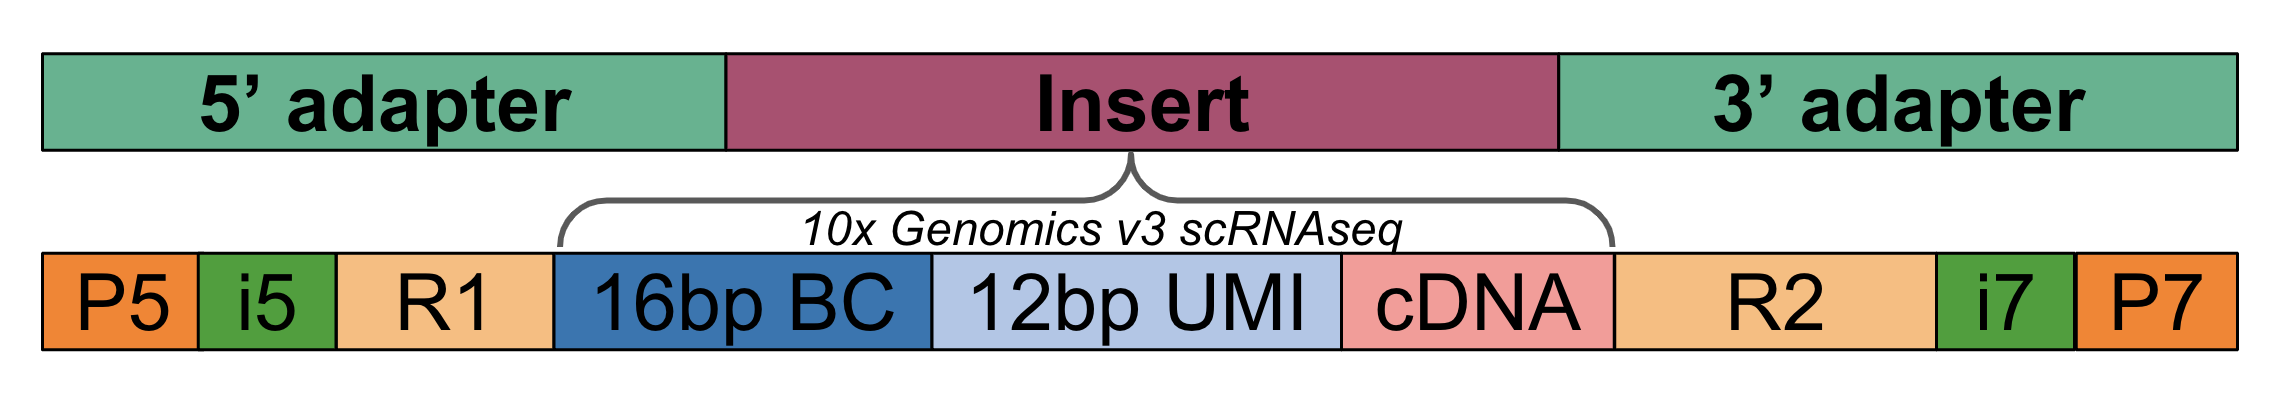 5’ adapter Insert 3’ adapter
10x Genomics v3 scRNAseq
P5 i5 R1 16bp BC 12bp UMI cDNA R2 i7 P7